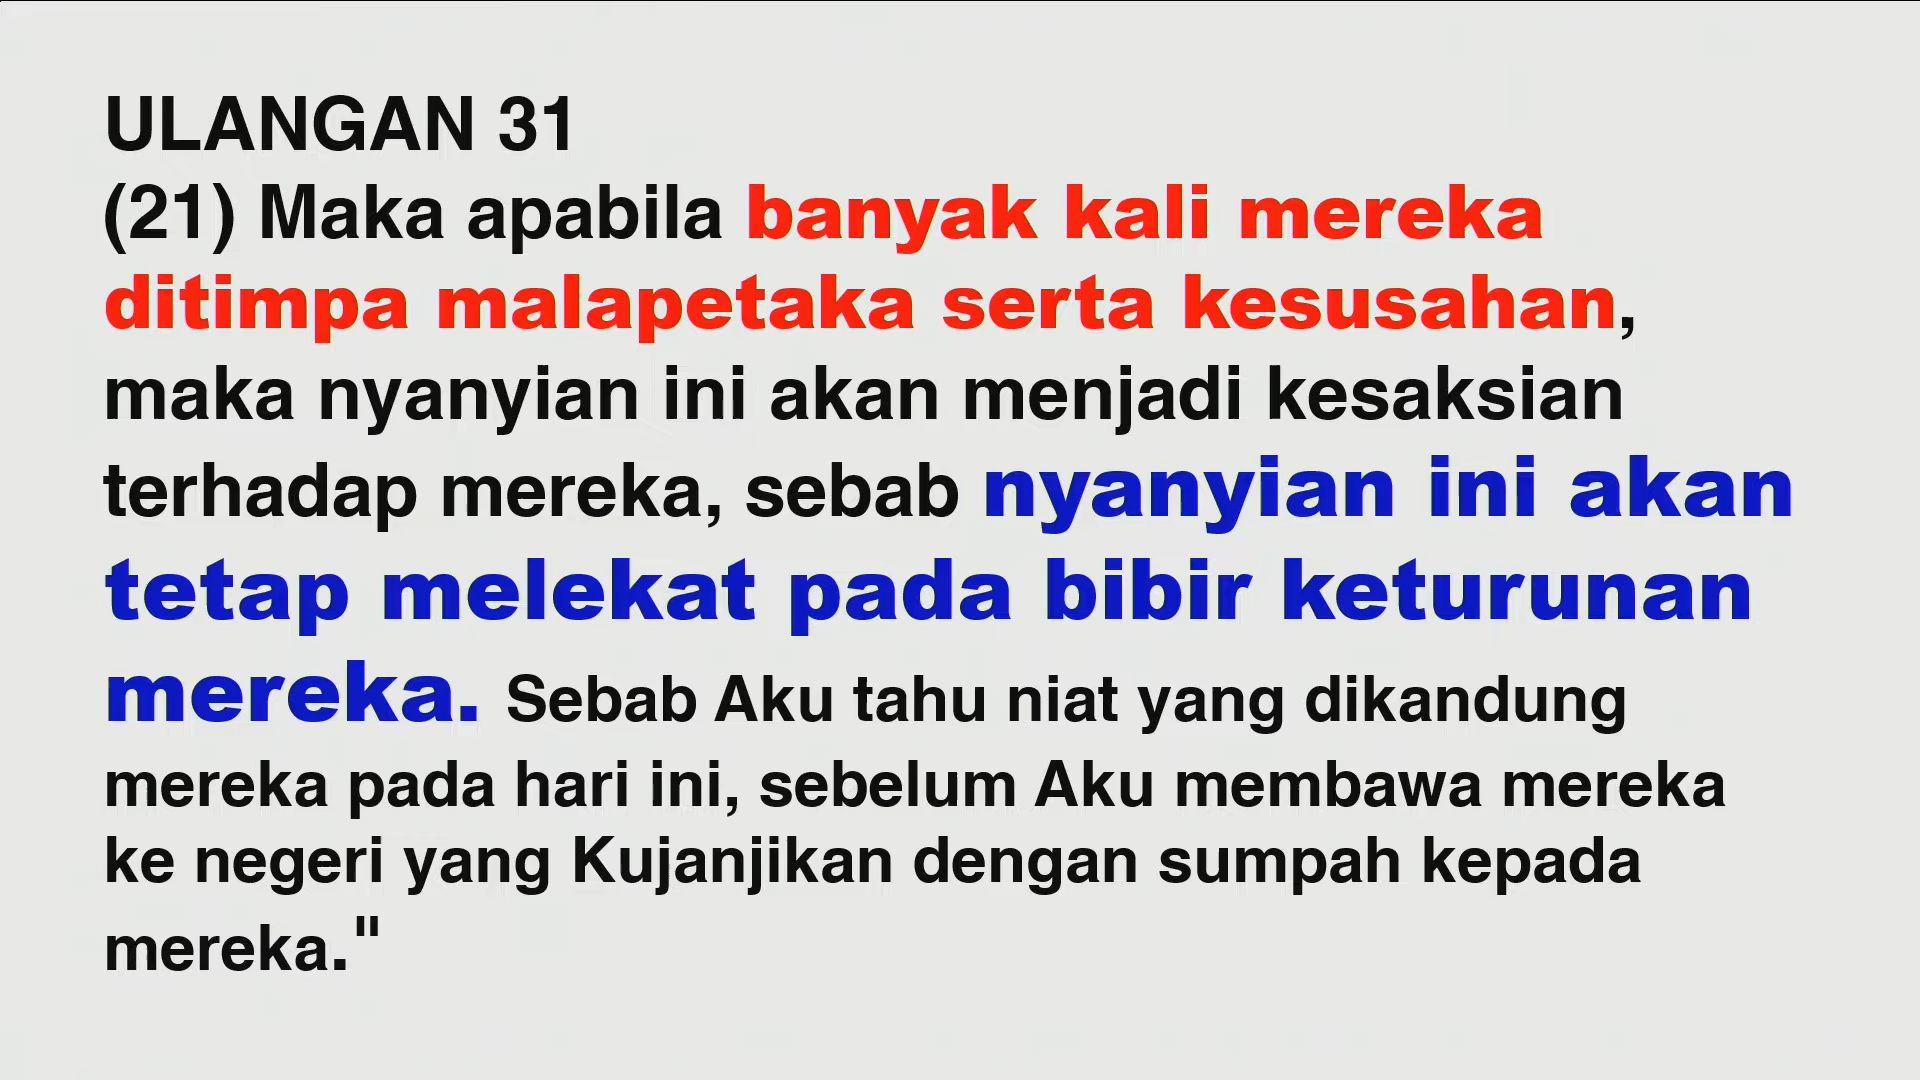 ULANGAN 31
(21) Maka apabila banyak kali mereka
ditimpa malapetaka serta kesusahan,
maka nyanyian ini akan menjadi kesaksian
terhadap mereka, sebab nyanyian ini akan
tetap melekat pada bibir keturunan
mereka. Sebab Aku tahu niat yang dikandung
mereka pada hari ini, sebelum Aku membawa mereka
ke negeri yang Kujanjikan dengan sumpah kepada
mereka."